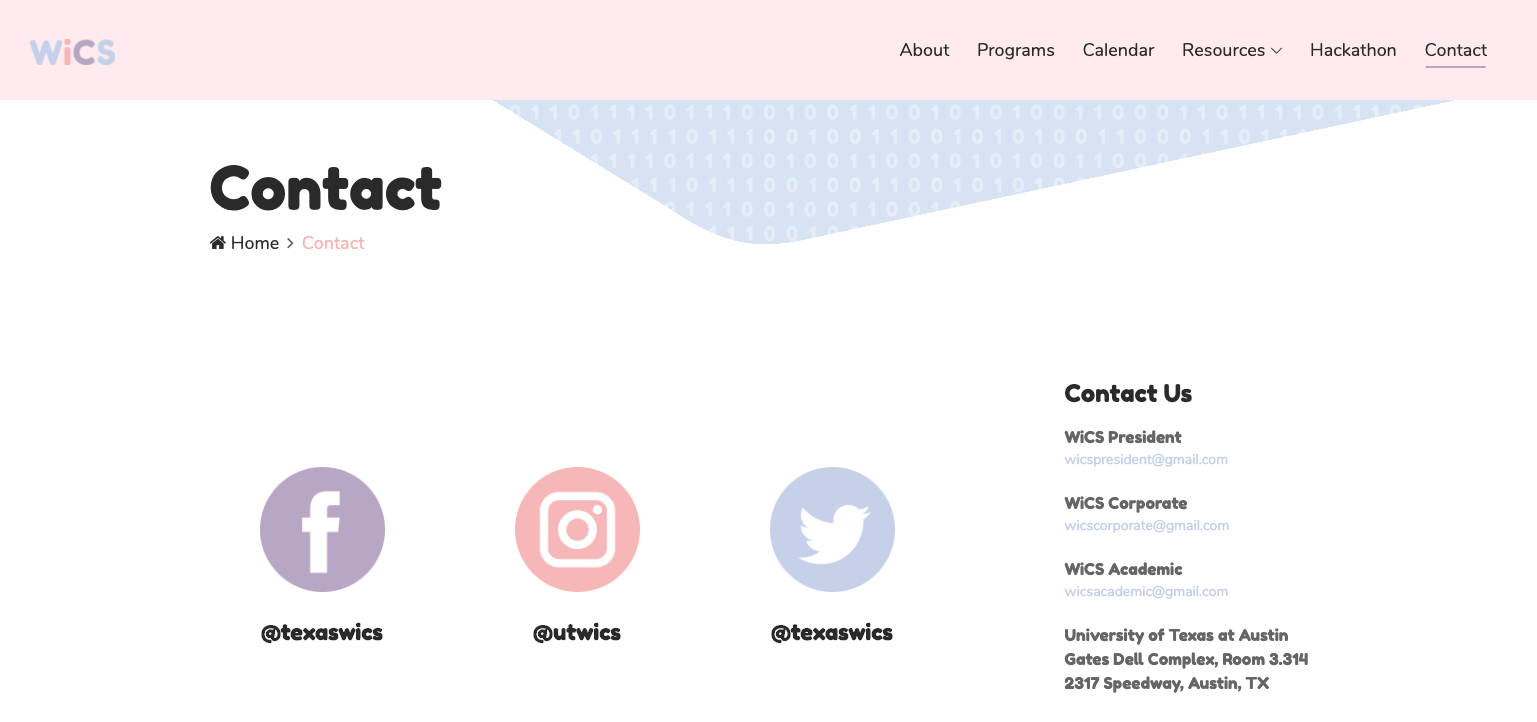 WiCS
About Programs Calendar Resources Hackathon Contact
Contact
Home > Contact
@texaswics
@utwics
@texaswics
Contact Us
WiCS President
wicspresident@gmail.com
WiCS Corporate
wicscorporate@gmail.com
WiCS Academic
wicsacademic@gmail.com
University of Texas at Austin
Gates Dell Complex, Room 3.314
2317 Speedway, Austin, TX